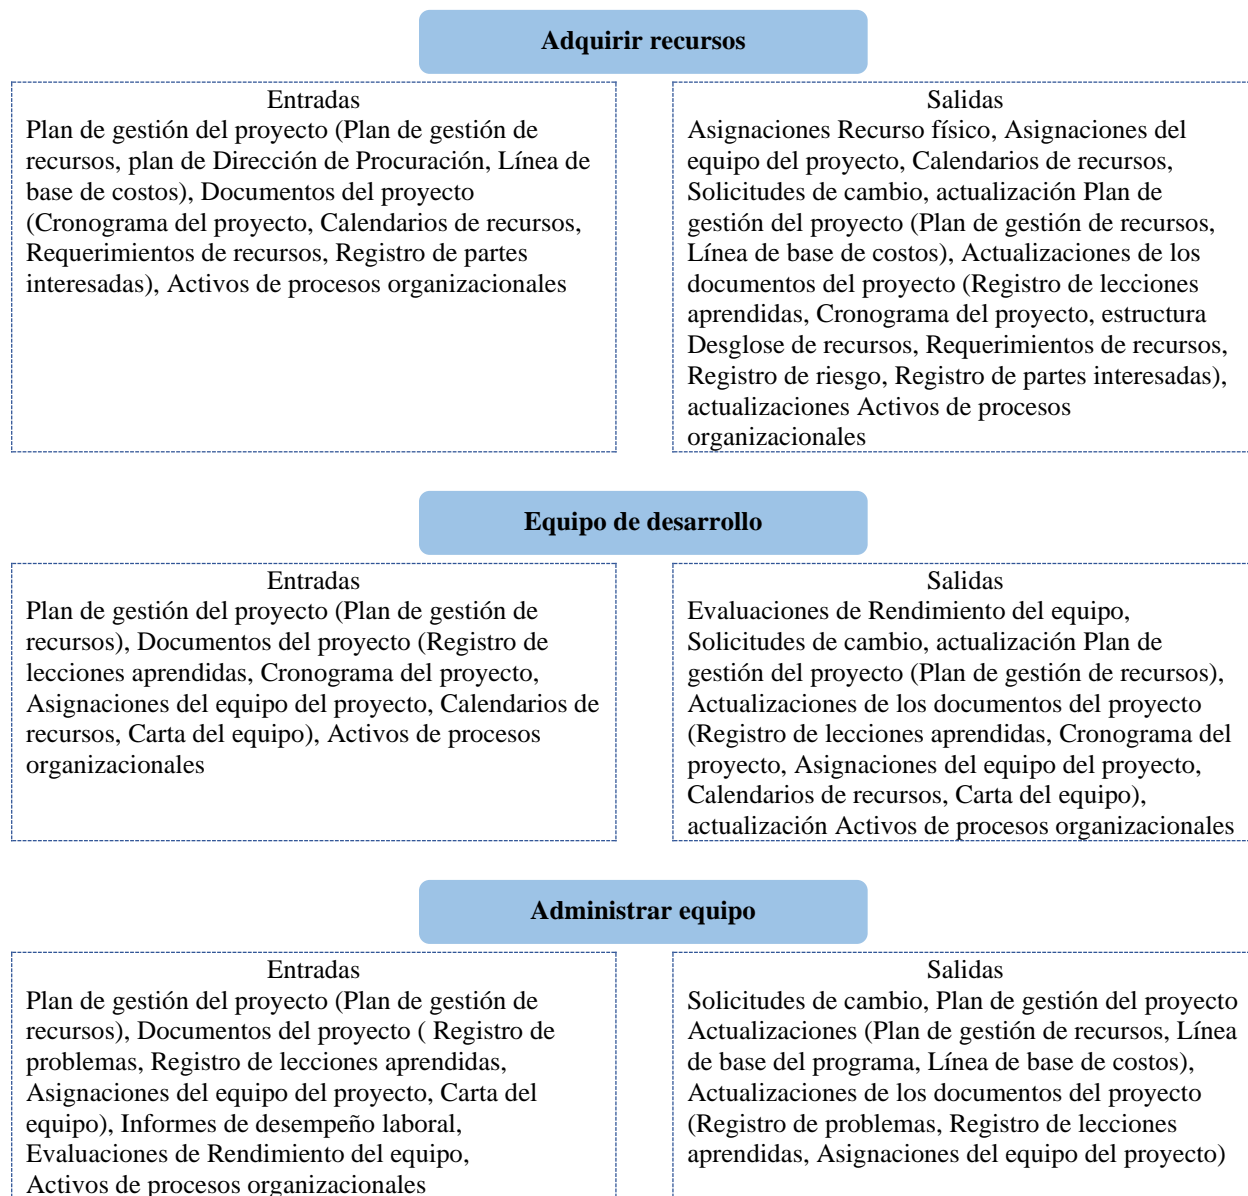 Adquirir recursos
Entradas
Plan de gestión del proyecto (Plan de gestión de
recursos, plan de Dirección de Procuración, Línea de
base de costos), Documentos del proyecto
(Cronograma del proyecto, Calendarios de recursos,
Requerimientos de recursos, Registro de partes
interesadas), Activos de procesos organizacionales
Salidas
Asignaciones Recurso físico, Asignaciones del
equipo del proyecto, Calendarios de recursos,
Solicitudes de cambio, actualización Plan de
gestión del proyecto (Plan de gestión de recursos,
Línea de base de costos), Actualizaciones de los
documentos del proyecto (Registro de lecciones
aprendidas, Cronograma del proyecto, estructura
Desglose de recursos, Requerimientos de recursos,
Registro de riesgo, Registro de partes interesadas),
actualizaciones Activos de procesos
organizacionales
Equipo de desarrollo
Entradas
Plan de gestión del proyecto (Plan de gestión de
recursos), Documentos del proyecto (Registro de
lecciones aprendidas, Cronograma del proyecto,
Asignaciones del equipo del proyecto, Calendarios de
recursos, Carta del equipo), Activos de procesos
organizacionales
Salidas
Evaluaciones de Rendimiento del equipo,
Solicitudes de cambio, actualización Plan de
gestión del proyecto (Plan de gestión de recursos),
Actualizaciones de los documentos del proyecto
(Registro de lecciones aprendidas, Cronograma del
proyecto, Asignaciones del equipo del proyecto,
Calendarios de recursos, Carta del equipo),
actualización Activos de procesos organizacionales
Administrar equipo
Entradas
Plan de gestión del proyecto (Plan de gestión de
recursos), Documentos del proyecto ( Registro de
problemas, Registro de lecciones aprendidas,
Asignaciones del equipo del proyecto, Carta del
equipo), Informes de desempeño laboral,
Evaluaciones de Rendimiento del equipo,
Activos de procesos organizacionales
Salidas
Solicitudes de cambio, Plan de gestión del proyecto
Actualizaciones (Plan de gestión de recursos, Línea
de base del programa, Línea de base de costos),
Actualizaciones de los documentos del proyecto
(Registro de problemas, Registro de lecciones
aprendidas, Asignaciones del equipo del proyecto)